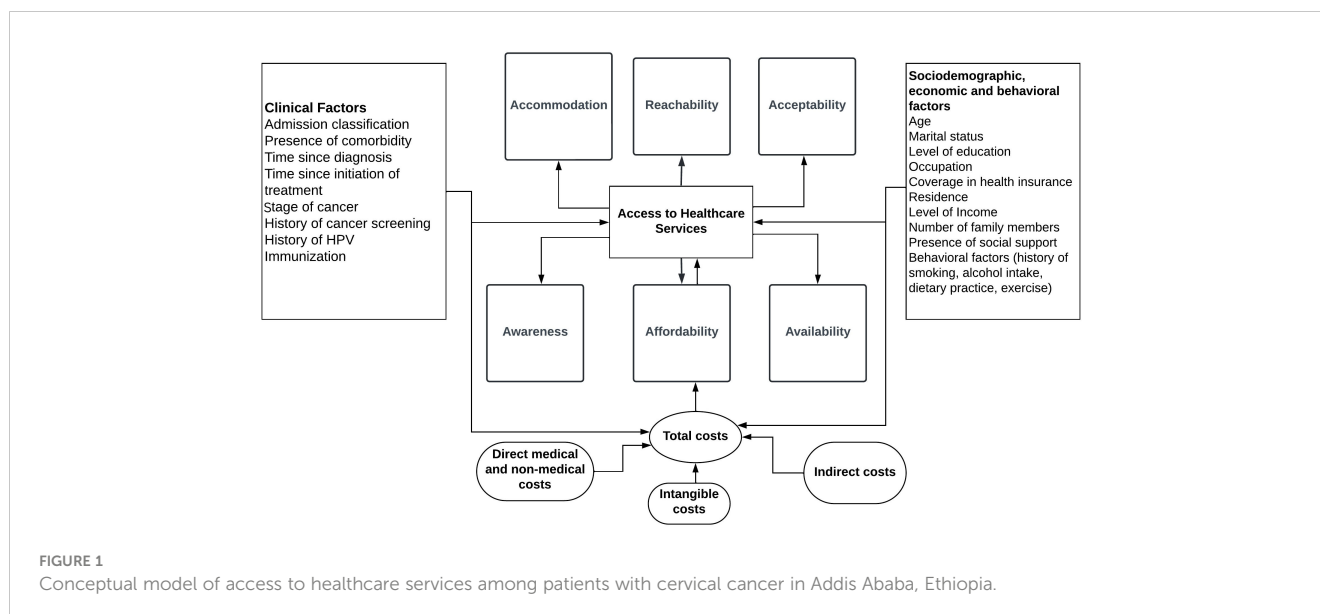 Clinical Factors
Admission classification
Presence of comorbidity
Time since diagnosis
Time since initiation of
treatment
Stage of cancer
History of cancer screening
History of HPV
Immunization
Accommodation
Reachability
Acceptability
Sociodemographic,
economic and behavioral
factors
Age
Marital status
Level of education
Occupation
Coverage in health insurance
Residence
Level of Income
Number of family members
Presence of social support
Behavioral factors (history of
smoking, alcohol intake,
dietary practice, exercise)
Access to Healthcare
Services
Awareness
Affordability
Availability
Total costs
Direct medical
and non-medical
costs
Intangible
costs
Indirect costs
FIGURE 1
Conceptual model of access to healthcare services among patients with cervical cancer in Addis Ababa, Ethiopia.